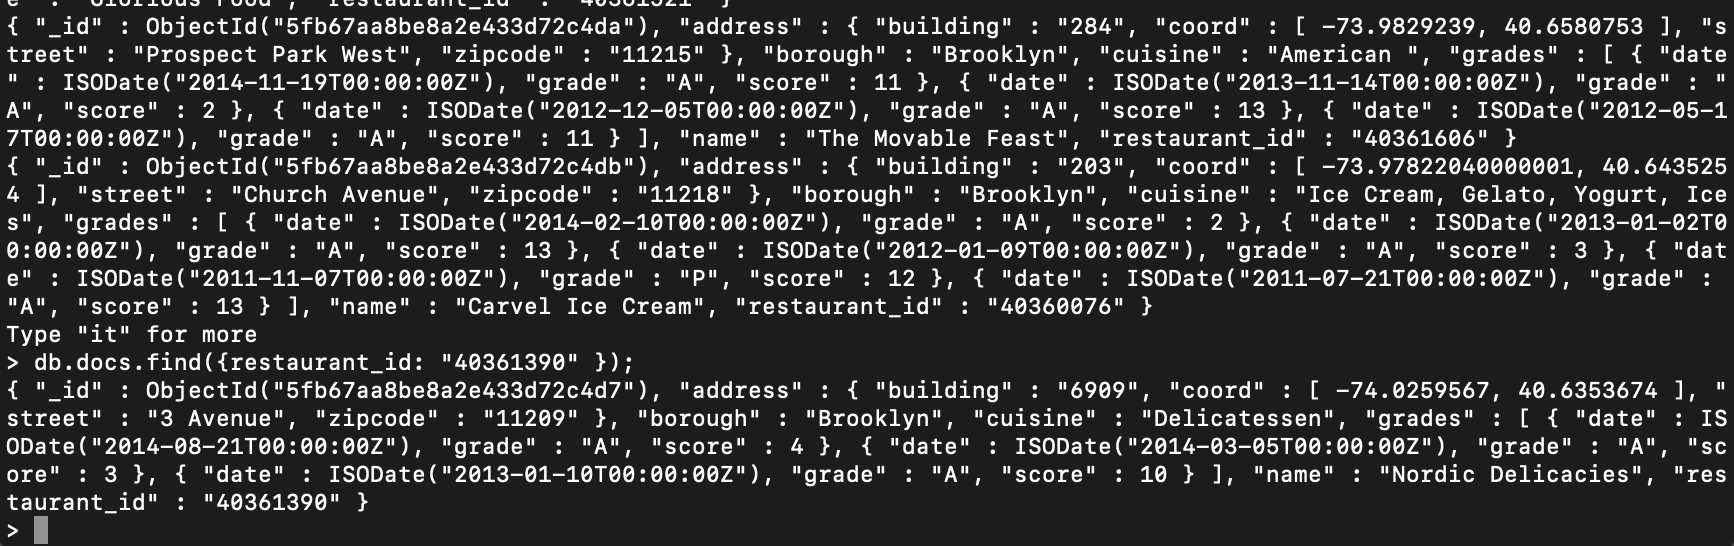 e" : "Glorious Food", "restaurant_id" : "40361521" }
{ "_id" : ObjectId("5fb67aa8be8a2e433d72c4da"), "address" : { "building" : "284", "coord" : [ -73.9829239, 40.6580753 ], "s
treet" : "Prospect Park West", "zipcode" : "11215" }, "borough" : "Brooklyn", "cuisine" : "American ", "grades" : [ { "date
" : ISODate("2014-11-19T00:00:00Z"), "grade" : "A", "score" : 11 }, { "date" : ISODate("2013-11-14T00:00:00Z"), "grade" : "
A", "score" : 2 }, { "date" : ISODate("2012-12-05T00:00:00Z"), "grade" : "A", "score" : 13 }, { "date" : ISODate("2012-05-1
7T00:00:00Z"), "grade" : "A", "score" : 11 } ], "name" : "The Movable Feast", "restaurant_id" : "40361606" }
{ "_id" : ObjectId("5fb67aa8be8a2e433d72c4db"), "address" : { "building" : "203", "coord" : [ -73.97822040000001, 40.643525
4 ], "street" : "Church Avenue", "zipcode" : "11218" }, "borough" : "Brooklyn", "cuisine" : "Ice Cream, Gelato, Yogurt, Ice
s", "grades" : [ { "date" : ISODate("2014-02-10T00:00:00Z"), "grade" : "A", "score" : 2 }, { "date" : ISODate("2013-01-02T0
0:00:00Z"), "grade" : "A", "score" : 13 }, { "date" : ISODate("2012-01-09T00:00:00Z"), "grade" : "A", "score" : 3 }, { "dat
e" : ISODate("2011-11-07T00:00:00Z"), "grade" : "P", "score" : 12 }, { "date" : ISODate("2011-07-21T00:00:00Z"), "grade" :
"A", "score" : 13 } ], "name" : "Carvel Ice Cream", "restaurant_id" : "40360076" }
Type "it" for more
> db.docs.find({restaurant_id: "40361390" });
{ "_id" : ObjectId("5fb67aa8be8a2e433d72c4d7"), "address" : { "building" : "6909", "coord" : [ -74.0259567, 40.6353674 ], "
street" : "3 Avenue", "zipcode" : "11209" }, "borough" : "Brooklyn", "cuisine" : "Delicatessen", "grades" : [ { "date" : IS
ODate("2014-08-21T00:00:00Z"), "grade" : "A", "score" : 4 }, { "date" : ISODate("2014-03-05T00:00:00Z"), "grade" : "A", "sc
ore" : 3 }, { "date" : ISODate("2013-01-10T00:00:00Z"), "grade" : "A", "score" : 10 } ], "name" : "Nordic Delicacies", "res
taurant_id" : "40361390" }
>